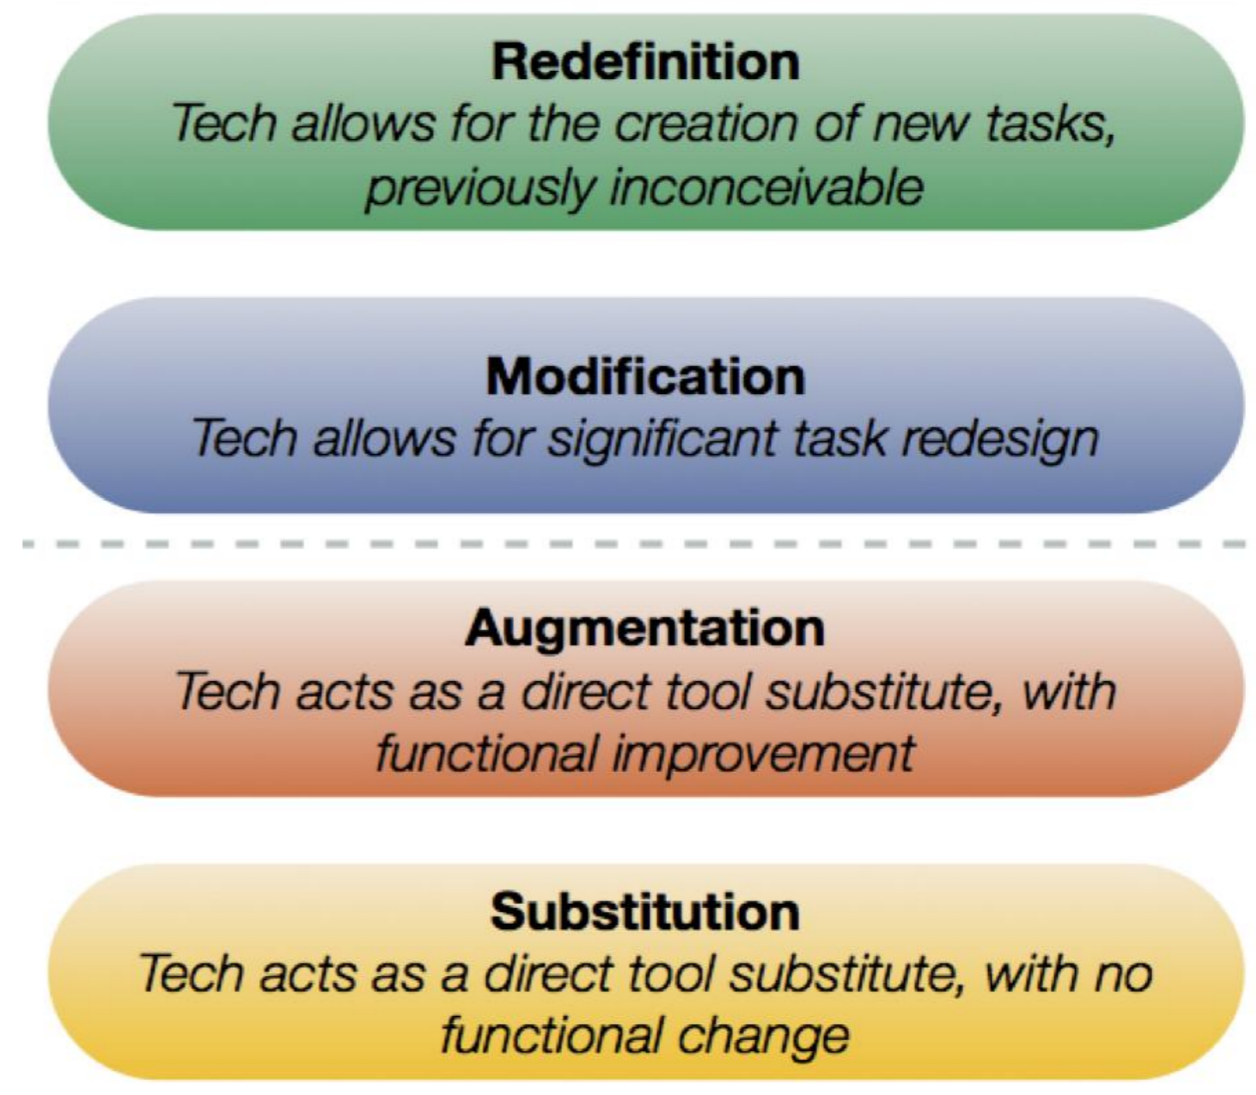 Redefinition
Tech allows for the creation of new tasks,
previously inconceivable
Modification
Tech allows for significant task redesign
Augmentation
Tech acts as a direct tool substitute, with
functional improvement
Substitution
Tech acts as a direct tool substitute, with no
functional change